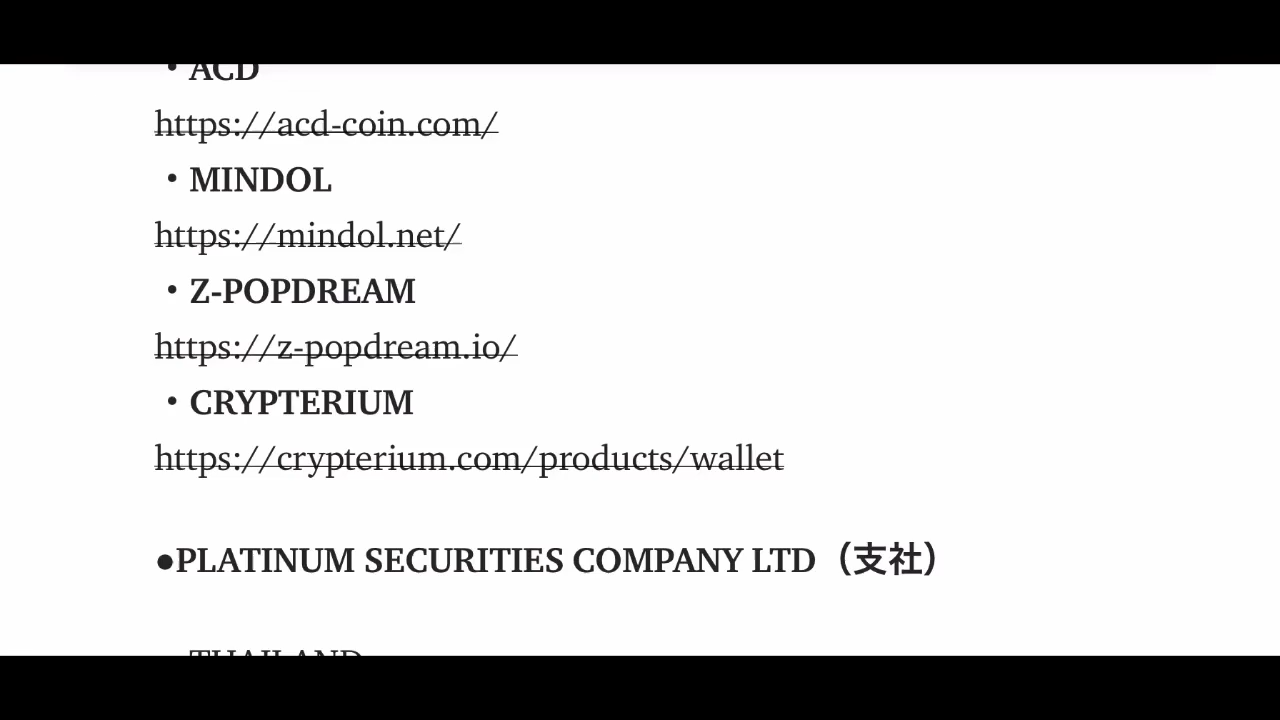 ・ACD
https://acd-coin.com/
・MINDOL
https://mindol.net/
・Z-POPDREAM
https://z-popdream.io/
・CRYPTERIUM
https://crypterium.com/products/wallet
●PLATINUM SECURITIES COMPANY LTD（支社）
THAILAND